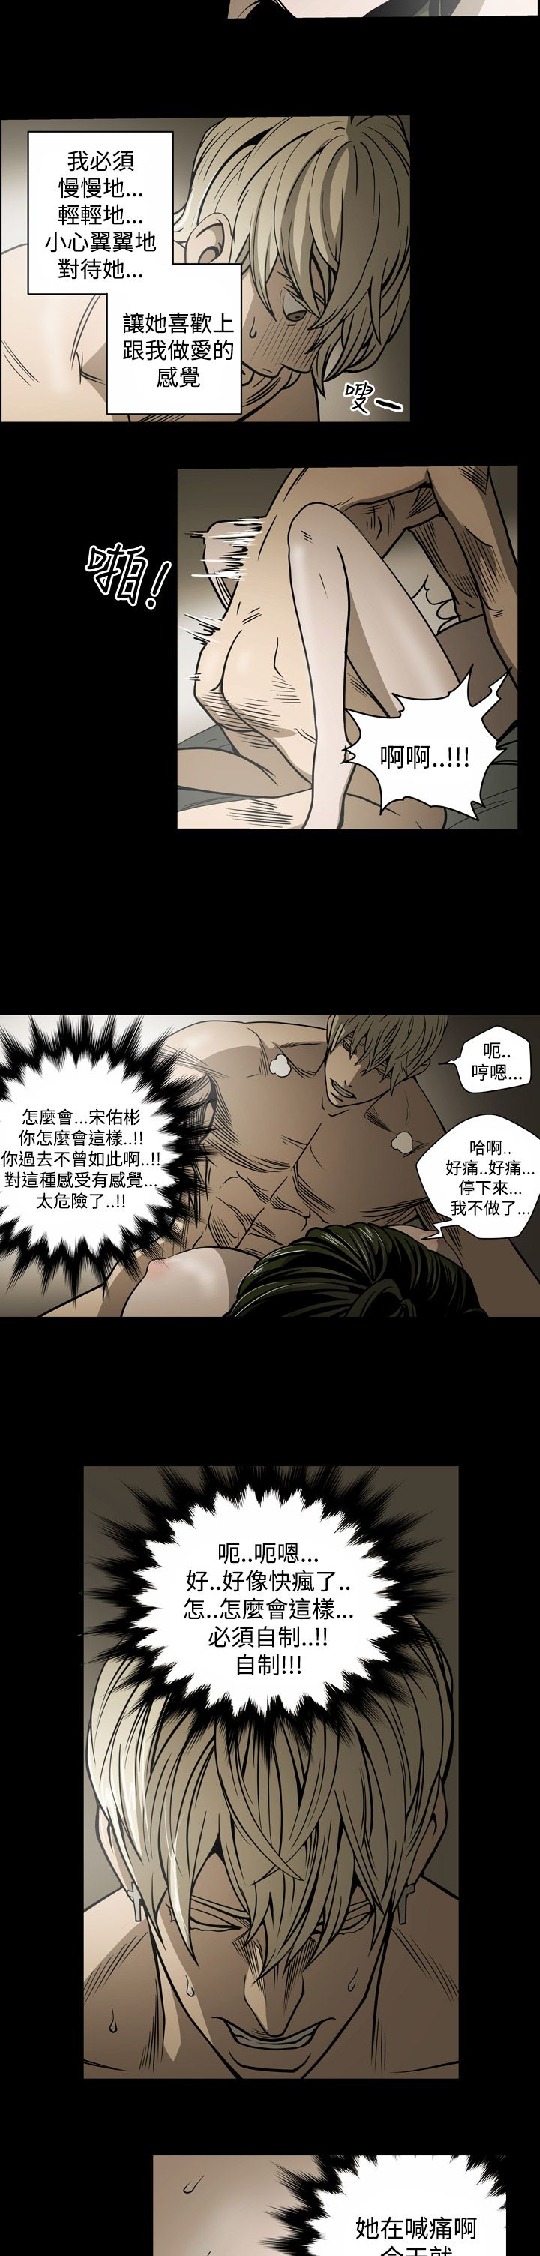 我必須
慢慢地...
輕輕地...
小心翼翼地
對待她...
讓她喜歡上
跟我做愛的
感覺
嗖
啪!
啊啊..!!!
呃..
哼嗯...
怎麼會...宋佑彬
你怎麼會這樣..!!
你過去不曾如此啊..!!
對這種感受有感覺...
太危險了..!!
哈啊..
好痛..好痛...
停下來...
我不做了...
呃..呃嗯...
好..好像快瘋了..
怎..怎麼會這樣...
必須自制..!!
自制!!!
她在喊痛啊
今天就